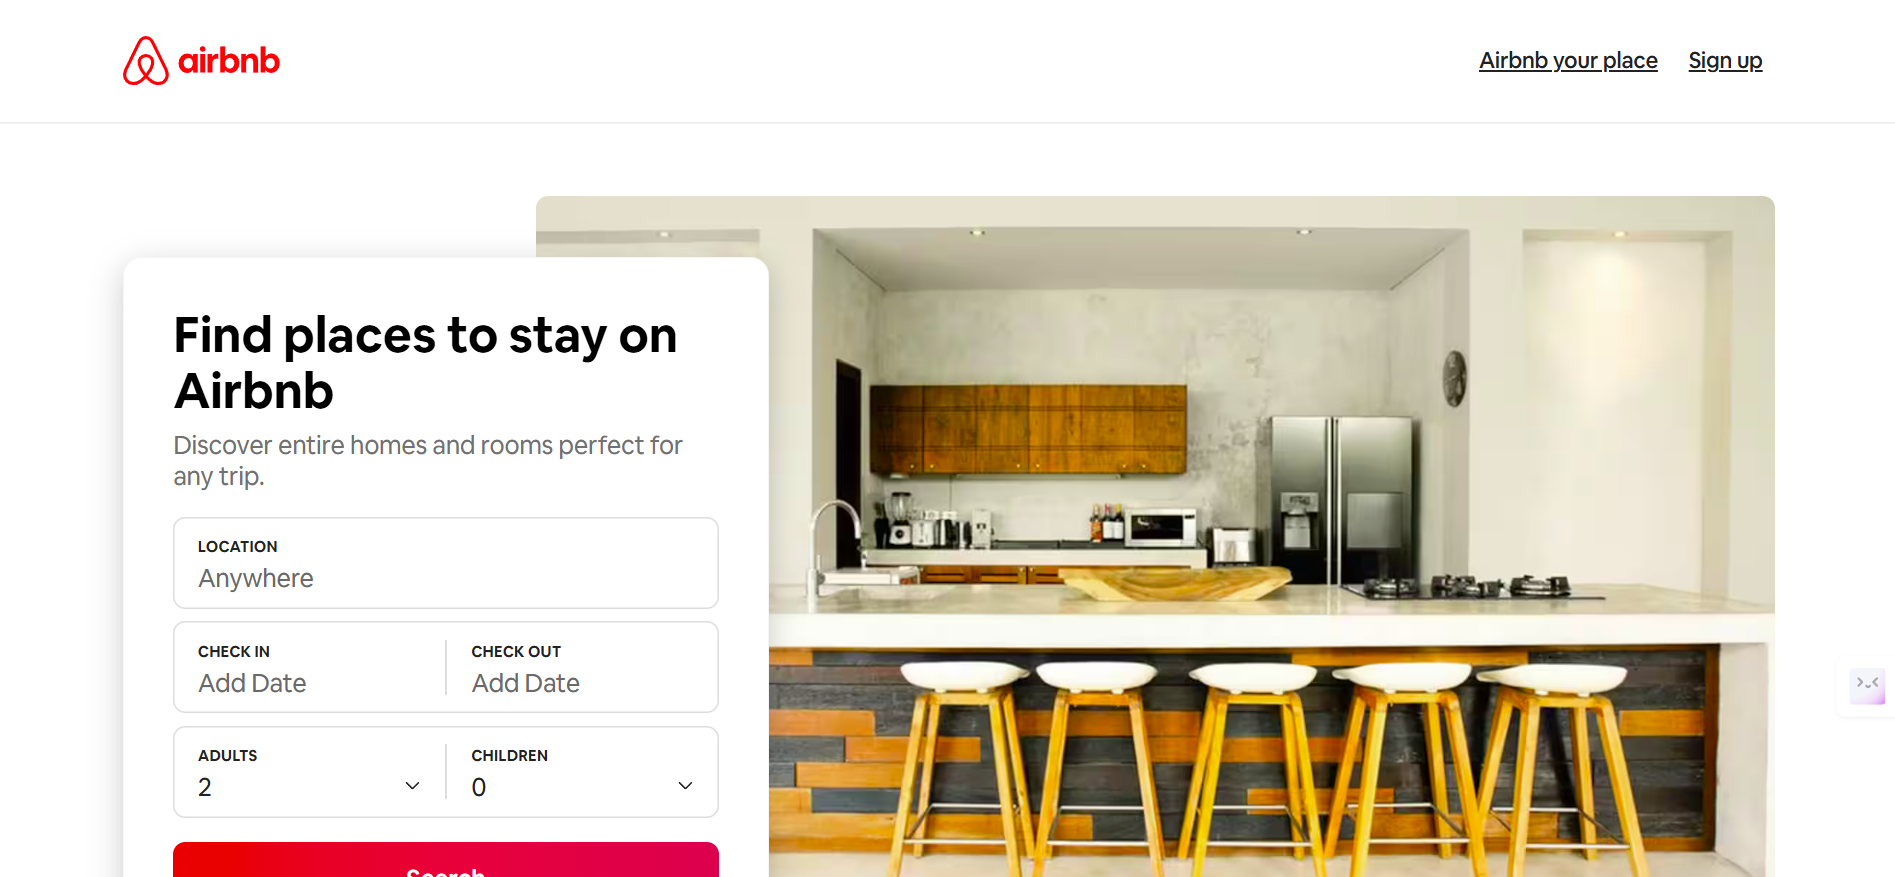 airbnb
Airbnb your place
Sign up
Find places to stay on
Airbnb
Discover entire homes and rooms perfect for
any trip.
LOCATION
Anywhere
CHECK IN
CHECK OUT
Add Date
Add Date
ADULTS
CHILDREN
2
0
Search